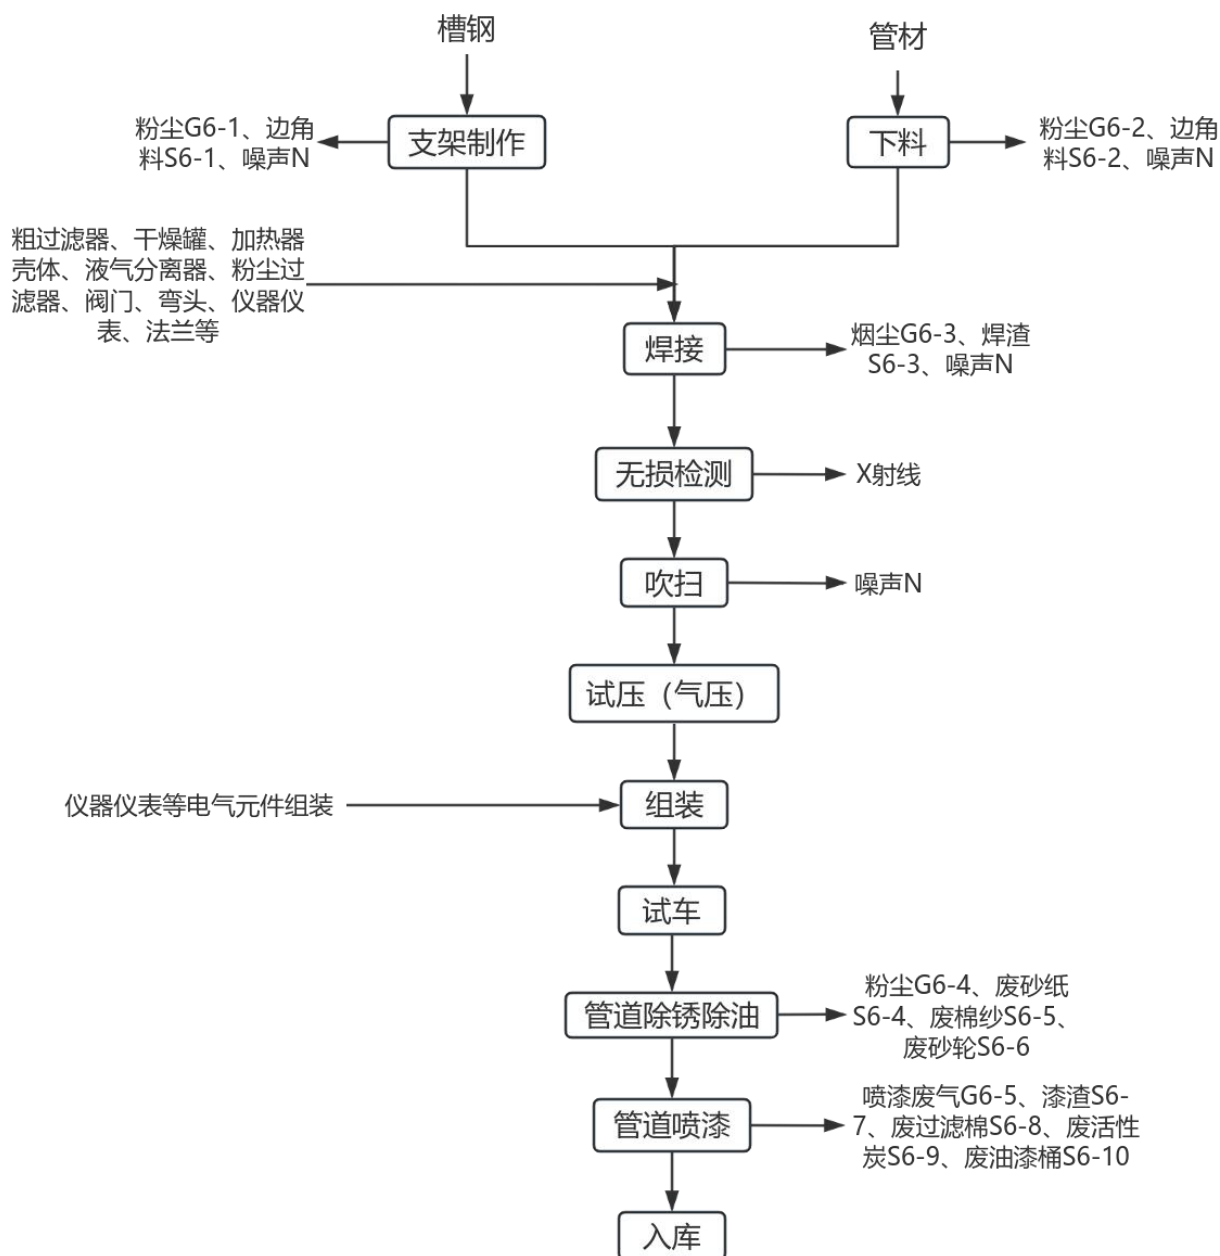 槽钢
管材
粉尘G6-1、边角
料S6-1、噪声N
支架制作
下料
粉尘G6-2、边角
料S6-2、噪声N
粗过滤器、干燥罐、加热器
壳体、液气分离器、粉尘过
滤器、阀门、弯头、仪器仪
表、法兰等
焊接
烟尘G6-3、焊渣
S6-3、噪声N
无损检测
X射线
吹扫
噪声N
试压（气压）
仪器仪表等电气元件组装
组装
试车
管道除锈除油
粉尘G6-4、废砂纸
S6-4、废棉纱S6-5、
废砂轮S6-6
管道喷漆
喷漆废气G6-5、漆渣S6-
7、废过滤棉S6-8、废活性
炭S6-9、废油漆桶S6-10
入库